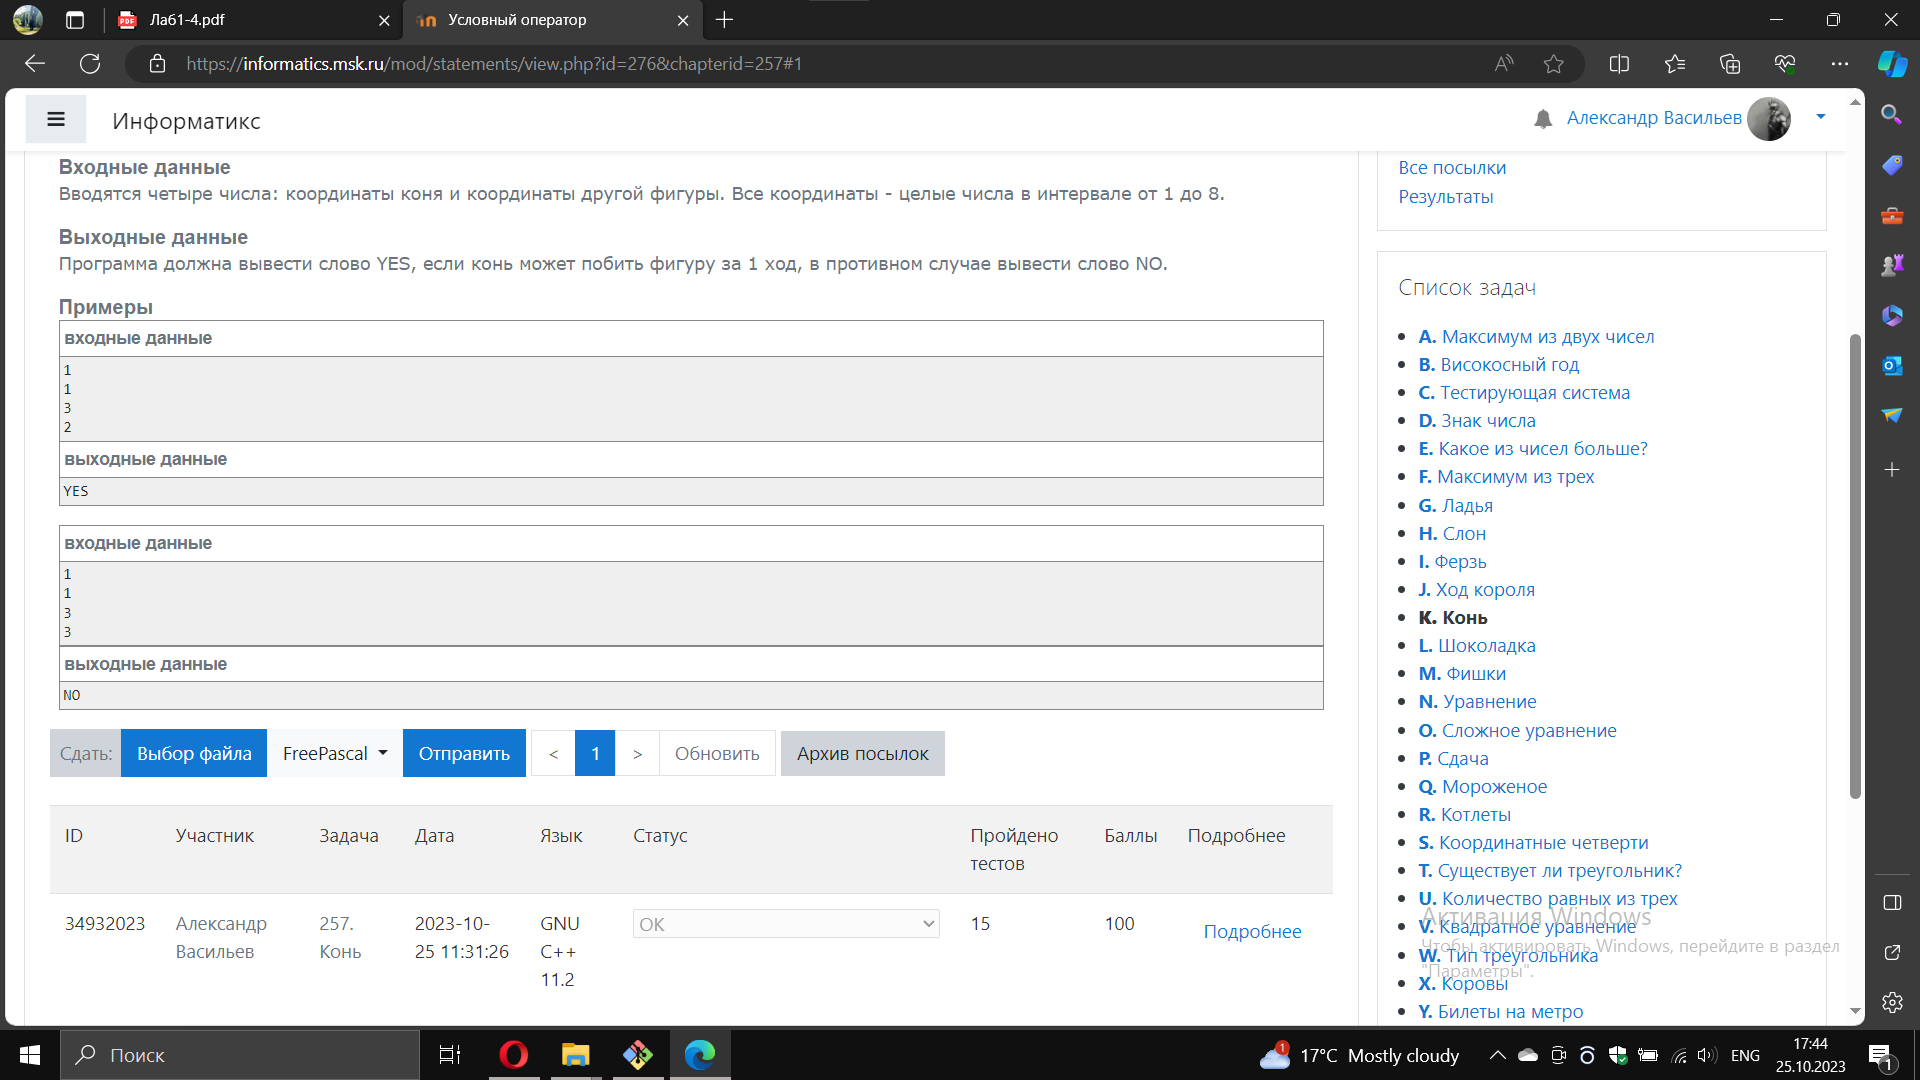 Ла61-4.pdf
Условный оператор
https://informatics.msk.ru/mod/statements/view.php?id=276&chapterid=257#1
Информатикс
Александр Васильев
Входные данные
Вводятся четыре числа: координаты коня и координаты другой фигуры. Все координаты - целые числа в интервале от 1 до 8.
Выходные данные
Программа должна вывести слово YES, если конь может побить фигуру за 1 ход, в противном случае вывести слово NO.
Примеры
входные данные
1
1
3
2
выходные данные
YES
входные данные
1
1
3
3
выходные данные
NO
Сдать: Выбор файла FreePascal Отправить < 1 > Обновить Архив посылок
ID Участник Задача Дата Язык Статус Пройдено тестов Баллы Подробнее
34932023 Александр Васильев 257. Конь 2023-10-25 11:31:26 GNU C++ 11.2 OK 15 100 Подробнее
Все посылки
Результаты
Список задач
A. Максимум из двух чисел
B. Високосный год
C. Тестирующая система
D. Знак числа
E. Какое из чисел больше?
F. Максимум из трех
G. Ладья
H. Слон
I. Ферзь
J. Ход короля
K. Конь
L. Шоколадка
M. Фишки
N. Уравнение
O. Сложное уравнение
P. Сдача
Q. Мороженое
R. Котлеты
S. Координатные четверти
T. Существует ли треугольник?
U. Количество равных из трех
V. Квадратное уравнение
W. Тип треугольника
X. Коровы
Y. Билеты на метро
Активация Windows
Чтобы активировать Windows, перейдите в раздел
"Параметры".
Поиск
1
17°C Mostly cloudy
ENG
17:44
25.10.2023
1